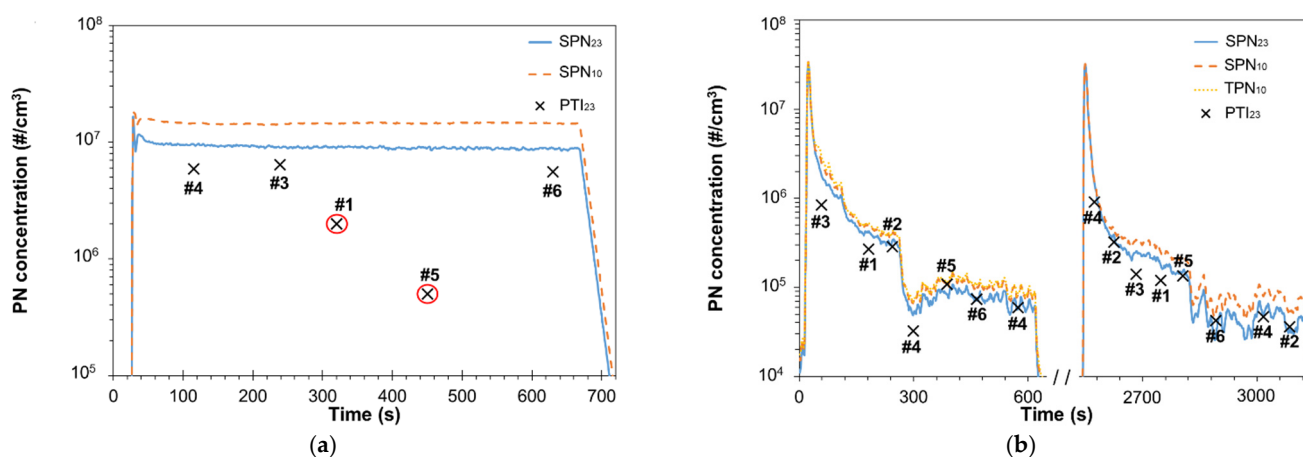 10⁸
10⁷
10⁶
10⁵
PN concentration (#/cm³)
SPN₂₃
SPN₁₀
PTI₂₃
#4
#3
#1
#5
#6
0 100 200 300 400 500 600 700
Time (s)
(a)
10⁸
10⁷
10⁶
10⁵
10⁴
PN concentration (#/cm³)
SPN₂₃
SPN₁₀
TPN₁₀
PTI₂₃
#3
#1
#2
#4
#5
#6
#4
#4
#2
#3
#1
#5
#6
#4
#2
0 300 600 // 2700 3000
Time (s)
(b)